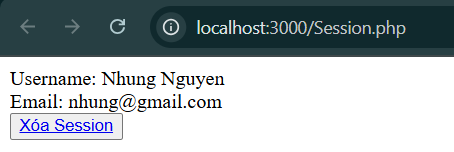 localhost:3000/Session.php
Username: Nhung Nguyen
Email: nhung@gmail.com
Xóa Session